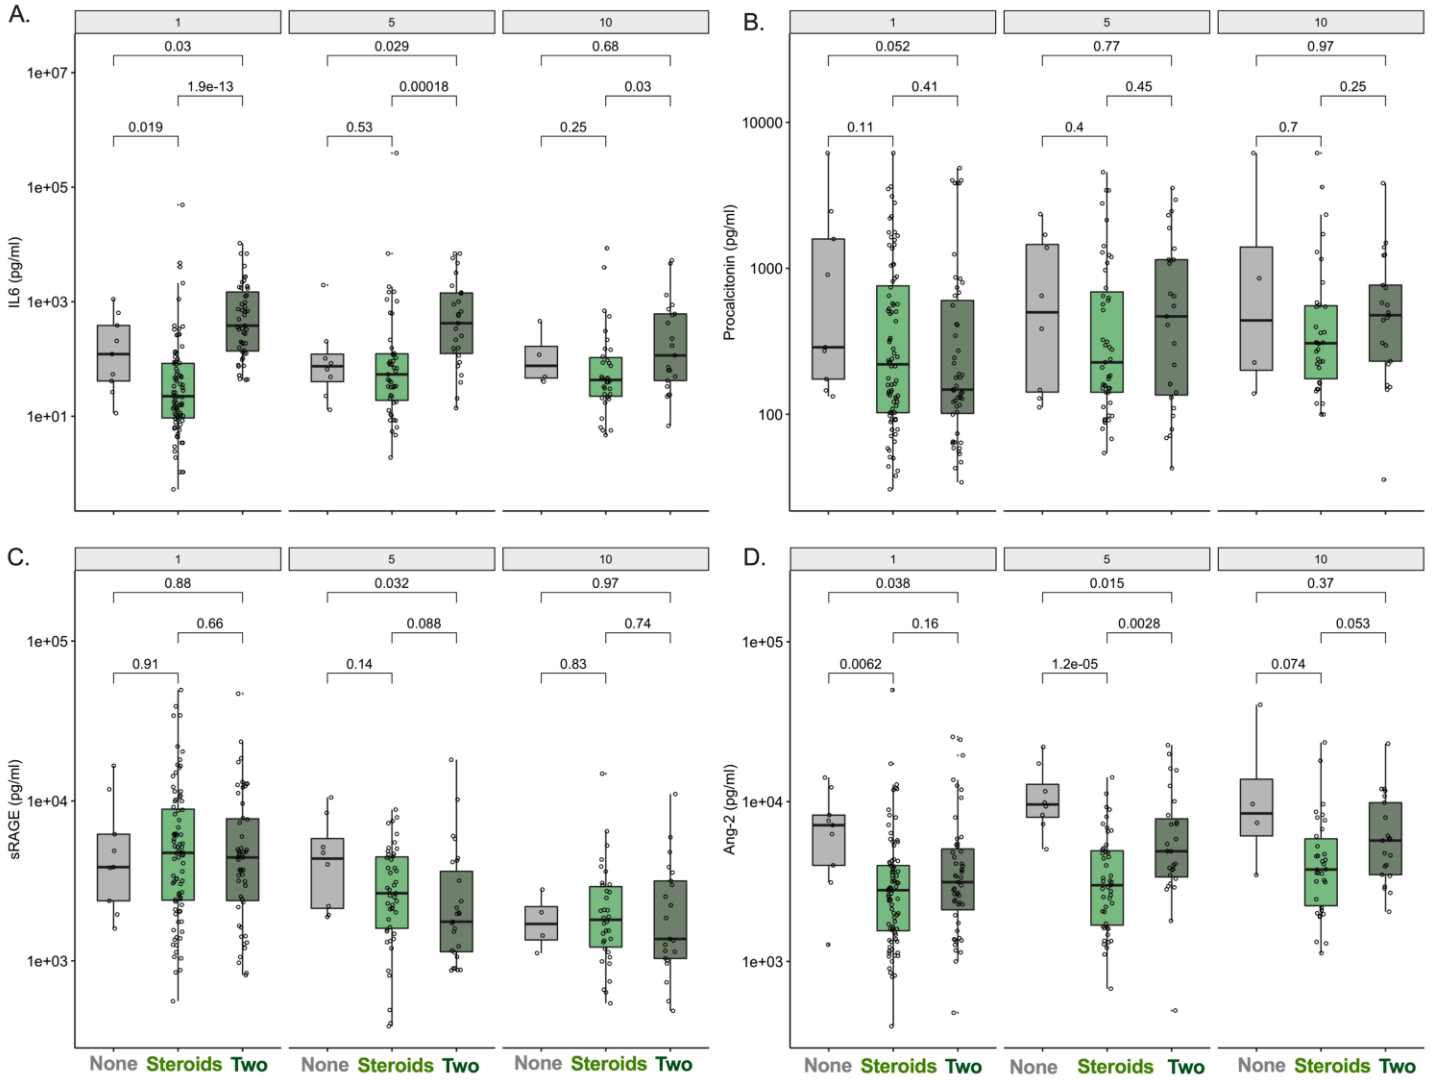 A.
1 5 10
0.03 0.029 0.68
1.9e-13 0.00018 0.03
0.019 0.53 0.25
1e+07
1e+05
1e+03
1e+01
IL6 (pg/ml)
B.
1 5 10
0.052 0.77 0.97
0.41 0.45 0.25
0.11 0.4 0.7
10000
1000
100
Procalcitonin (pg/ml)
C.
1 5 10
0.88 0.032 0.97
0.66 0.088 0.74
0.91 0.14 0.83
1e+05
1e+04
1e+03
sRAGE (pg/ml)
None Steroids Two None Steroids Two None Steroids Two
D.
1 5 10
0.038 0.015 0.37
0.16 0.0028 0.053
0.0062 1.2e-05 0.074
1e+05
1e+04
1e+03
Ang-2 (pg/ml)
None Steroids Two None Steroids Two None Steroids Two